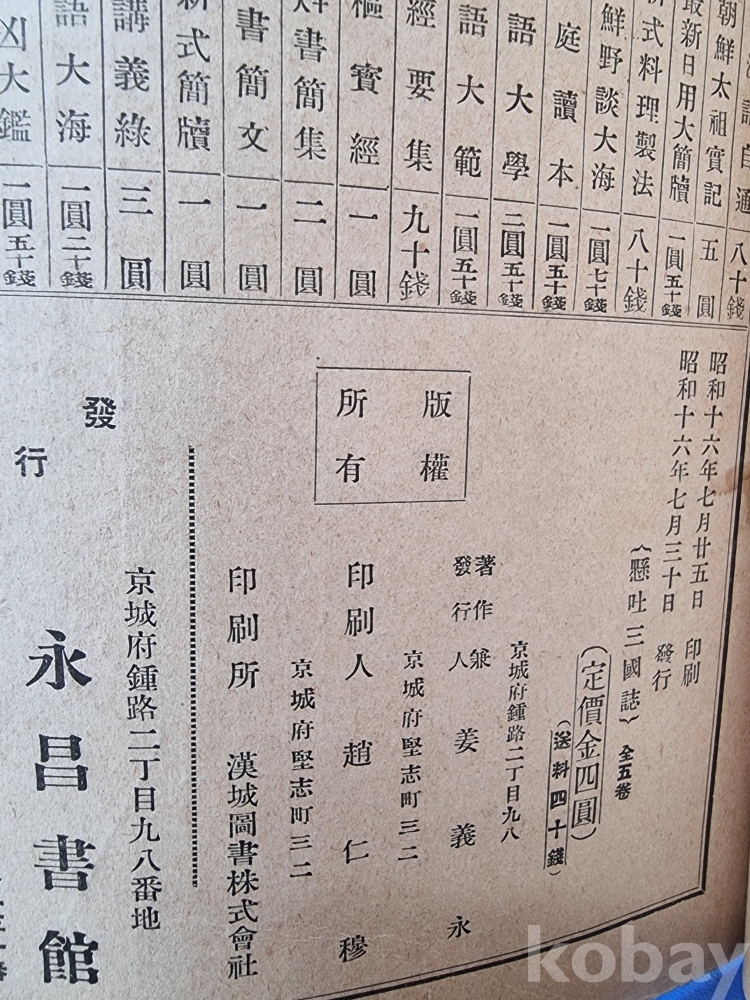 語自通 八十錢
朝鮮太祖實記 五圓
最新日用大簡牘 一圓五十錢
式料理製法 八十錢
鮮野談大海 一圓七十錢
庭讀本 一圓五十錢
語大學 二圓五十錢
語大範 一圓五十錢
經要集 九十錢
樞寶經 一圓
書簡集 二圓
書簡文 一圓
新式簡牘 一圓
講義錄 三圓
語大海 一圓二十錢
凶大鑑 一圓五十錢
昭和十六年七月廿五日 印刷
昭和十六年七月三十日 發行
(懸吐三國誌) 全五卷
(定價金四圓)
(送料四十錢)
版權
所有
京城府鍾路二丁目九八
著作兼
發行人 姜義永
京城府堅志町三二
印刷人 趙仁穆
京城府堅志町三二
印刷所 漢城圖書株式會社
京城府鍾路二丁目九八番地
發行
永昌書館
kobay